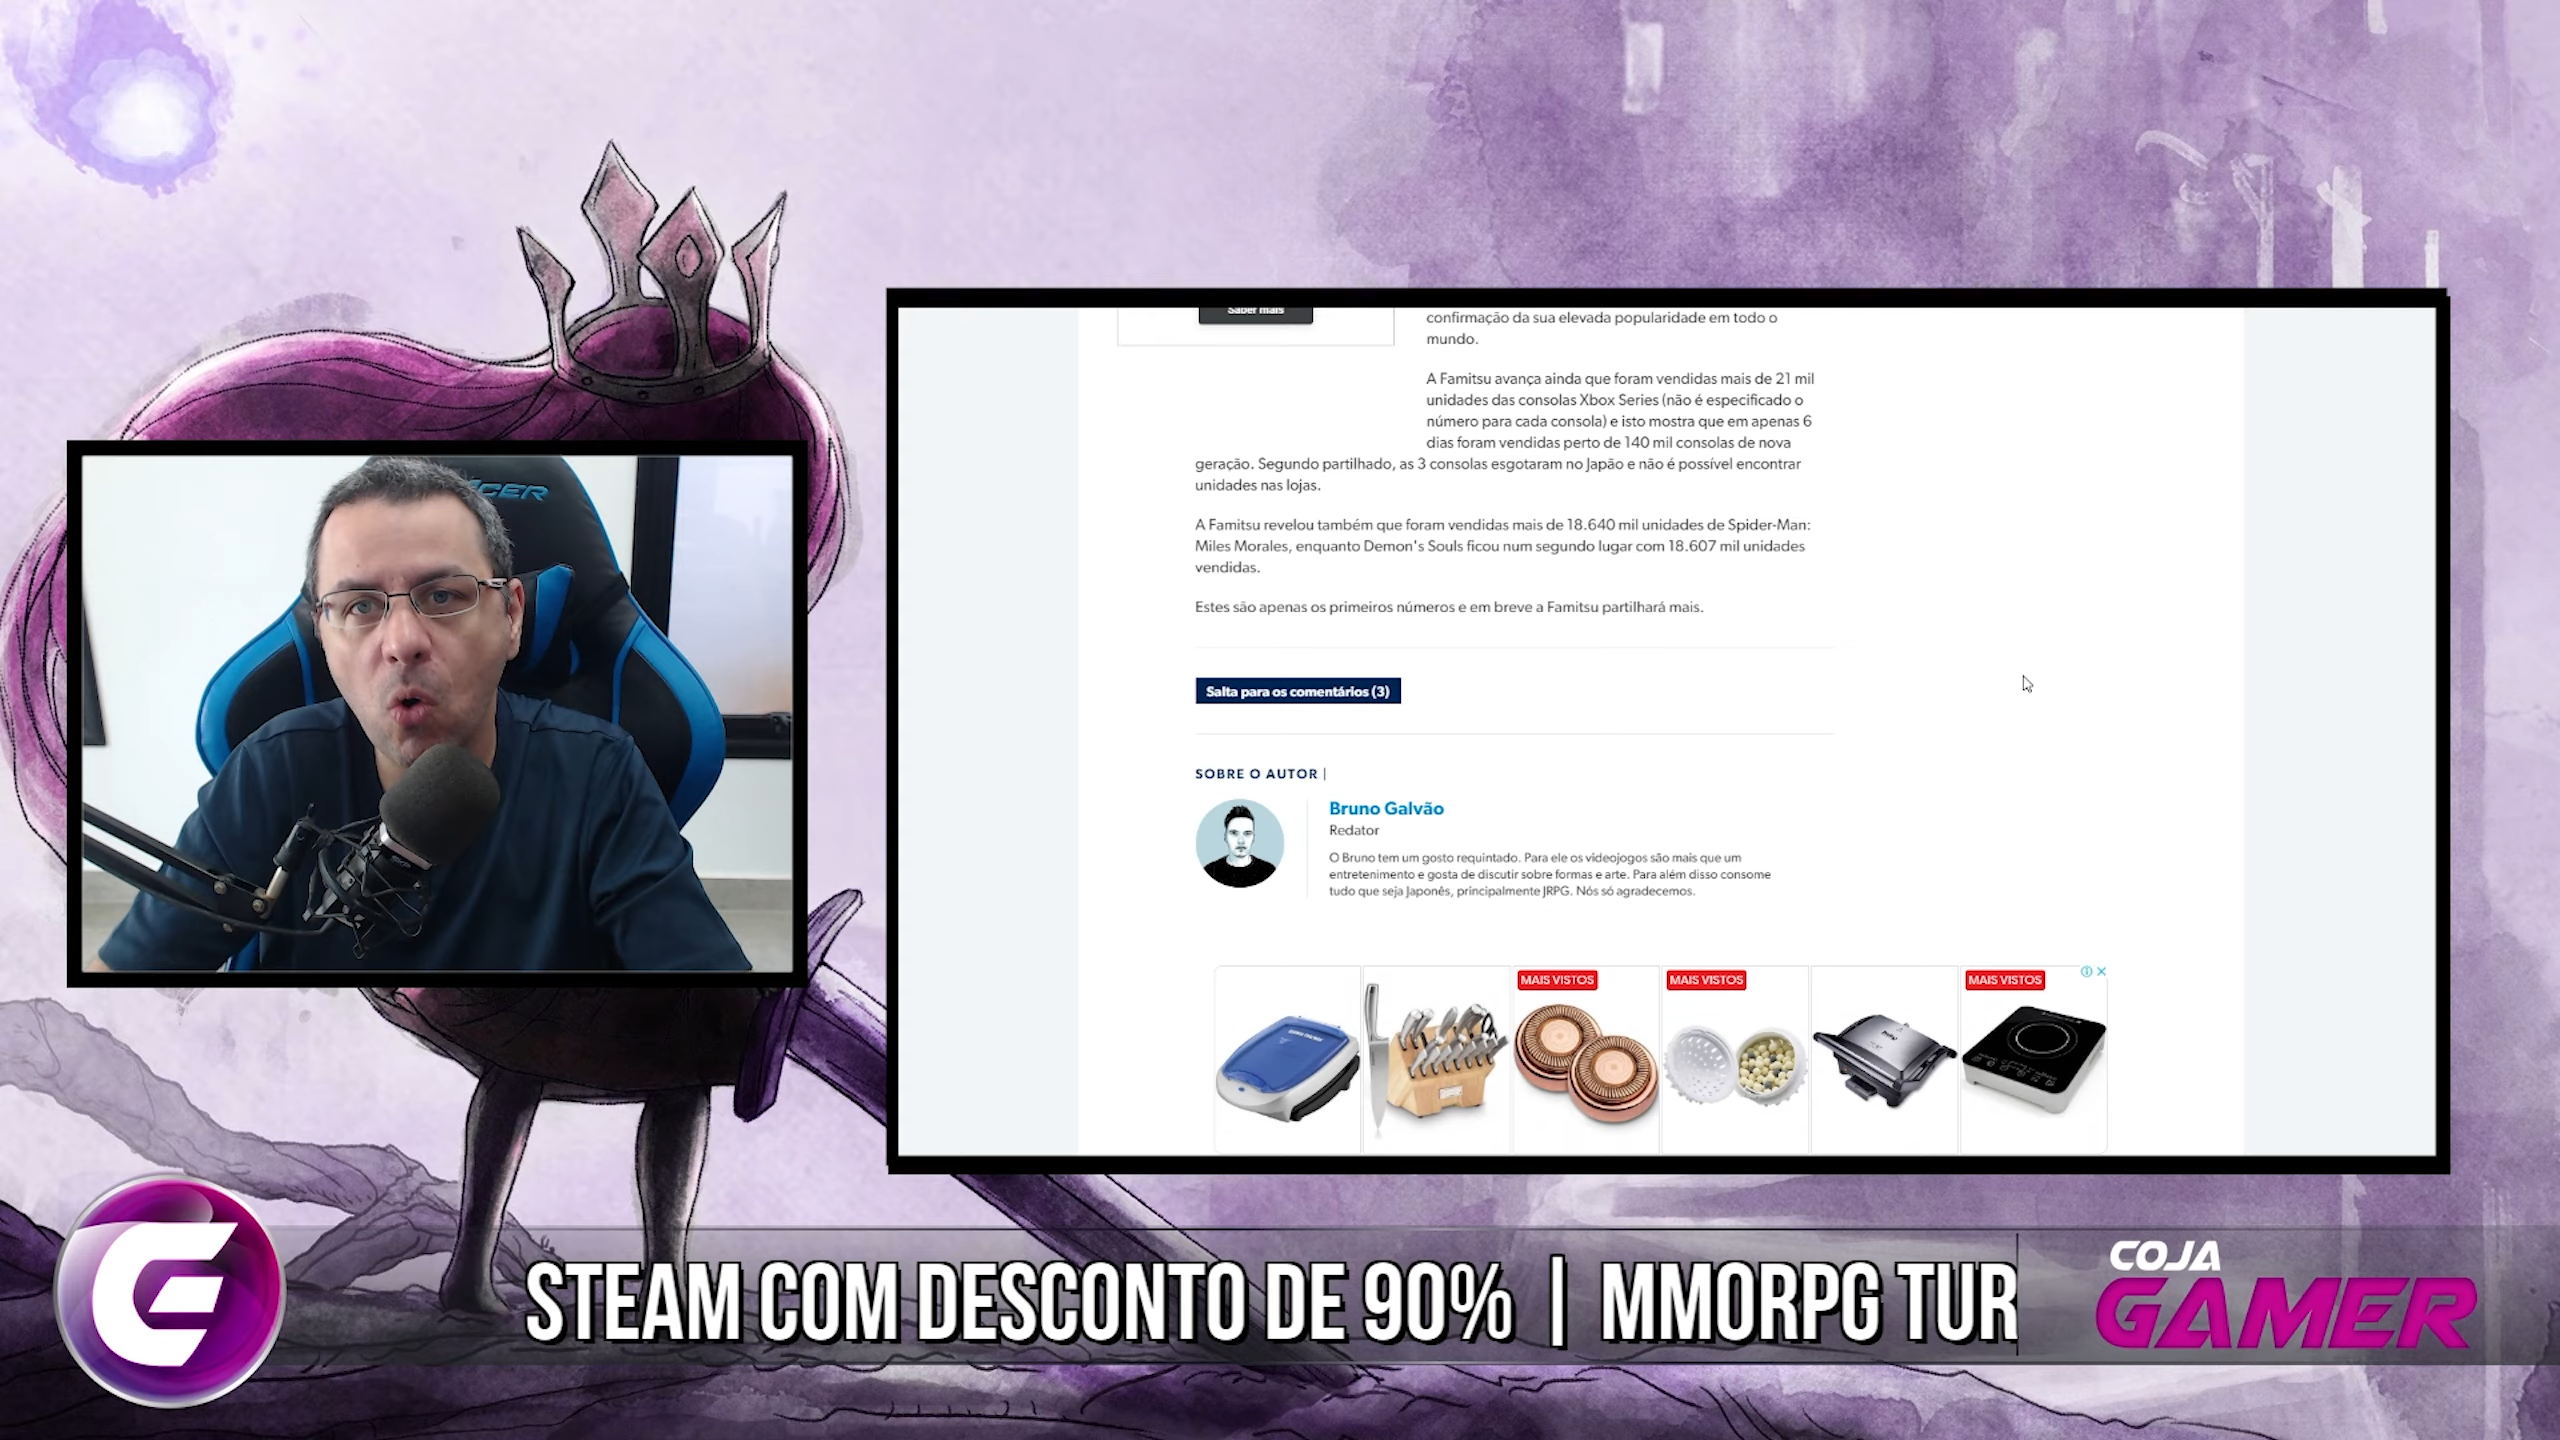 Saber mais
confirmação da sua elevada popularidade em todo o
mundo.
A Famitsu avança ainda que foram vendidas mais de 21 mil
unidades das consolas Xbox Series (não é especificado o
número para cada consola) e isto mostra que em apenas 6
dias foram vendidas perto de 140 mil consolas de nova
geração. Segundo partilhado, as 3 consolas esgotaram no Japão e não é possível encontrar
unidades nas lojas.
A Famitsu revelou também que foram vendidas mais de 18.640 mil unidades de Spider-Man:
Miles Morales, enquanto Demon's Souls ficou num segundo lugar com 18.607 mil unidades
vendidas.
Estes são apenas os primeiros números e em breve a Famitsu partilhará mais.
Salta para os comentários (3)
SOBRE O AUTOR |
Bruno Galvão
Redator
O Bruno tem um gosto requintado. Para ele os videojogos são mais que um
entretenimento e gosta de discutir sobre formas e arte. Para além disso consome
tudo que seja Japonês, principalmente JRPG. Nós só agradecemos.
MAIS VISTOS
MAIS VISTOS
MAIS VISTOS
STEAM COM DESCONTO DE 90% | MMORPG TUR
COJA
GAMER